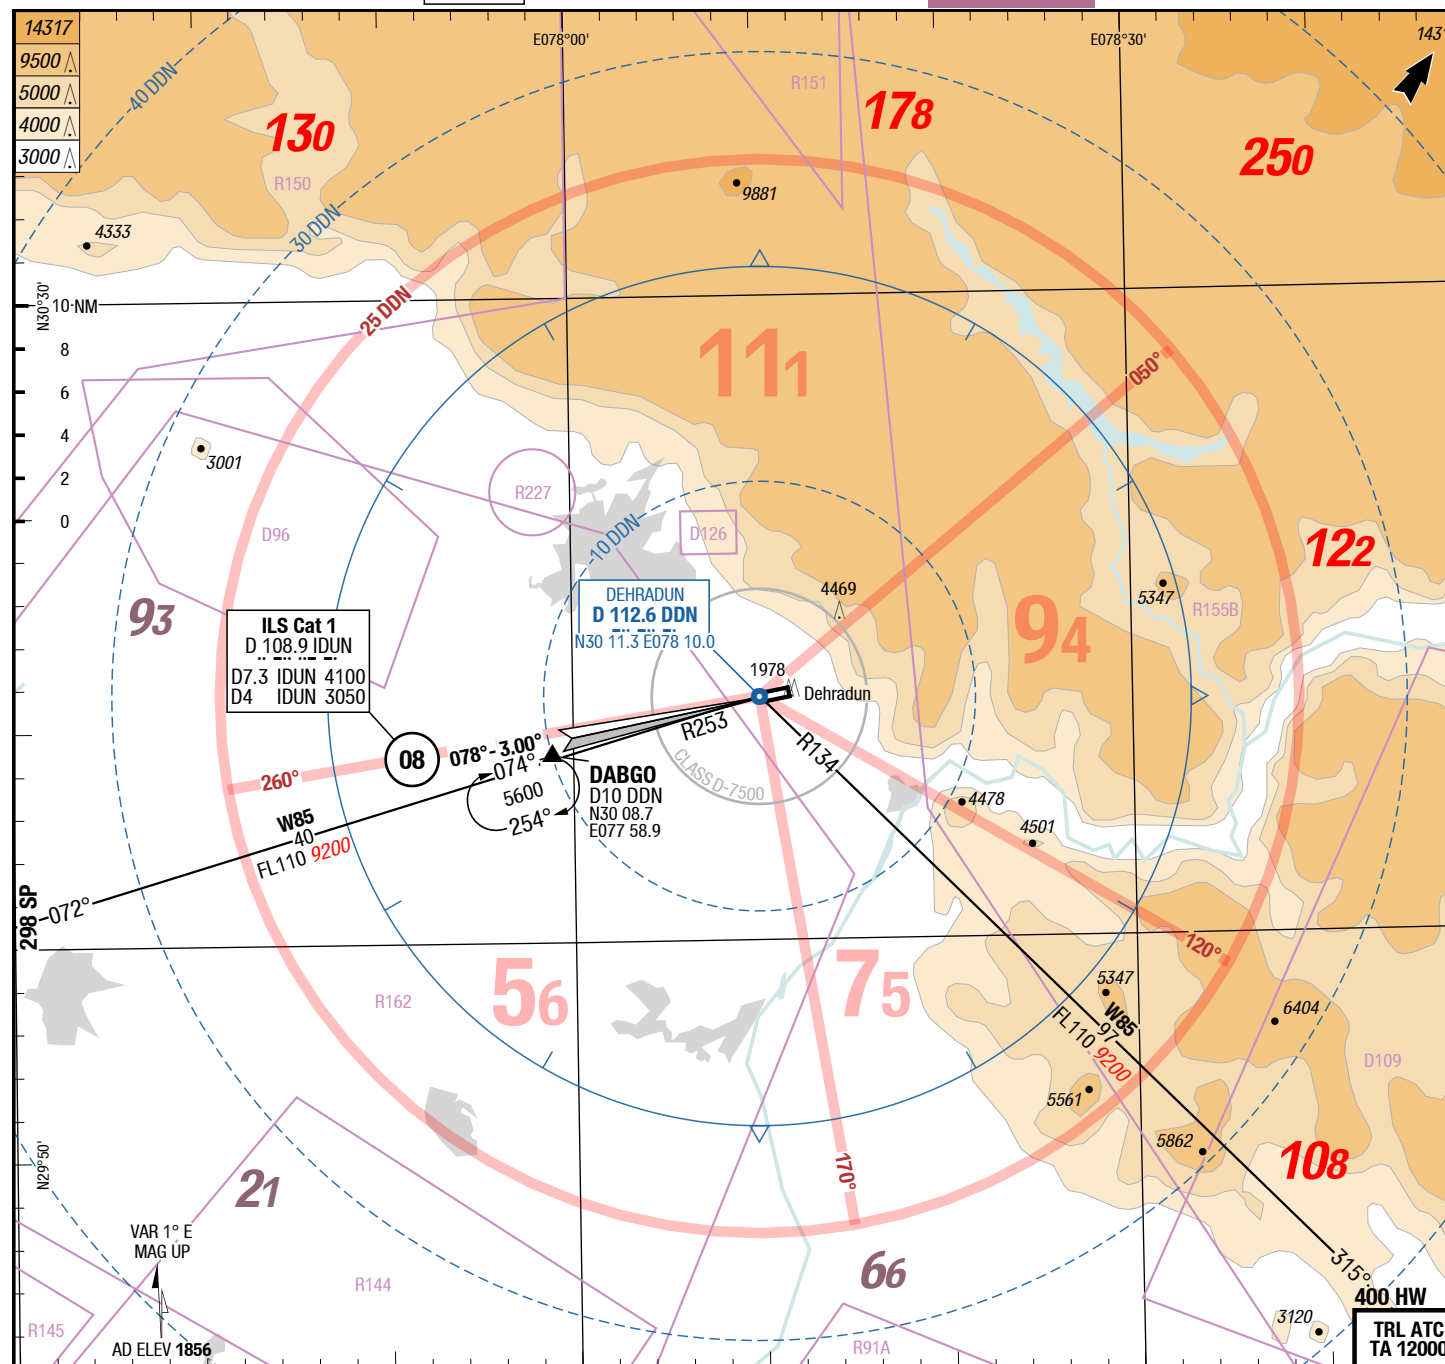 14317
9500
5000
4000
3000
40 DDN
E078°00'
E078°30'
R151
178
130
R150
250
30 DDN
9881
4333
N30°30'
10 NM
8
6
4
2
0
25 DDN
111
050°
3001
R227
D96
10 DDN
D126
122
93
4469
5347
R155B
94
ILS Cat 1
D 108.9 IDUN
D7.3 IDUN 4100
D4 IDUN 3050
DEHRADUN
D 112.6 DDN
N30 11.3 E078 10.0
1978
Dehradun
R253
R134
CLASS D-7500
08
078°- 3.00°
074°
5600
254°
260°
DABGO
D10 DDN
N30 08.7
E077 58.9
W85
40
FL110 9200
072°
298 SP
4478
4501
120°
56
75
R162
5347
W85
97
FL110 9200
6404
D109
5561
5862
170°
N29°50'
21
108
66
VAR 1° E
MAG UP
R144
R145
R91A
AD ELEV 1856
315°
400 HW
3120
TRL ATC
TA 12000